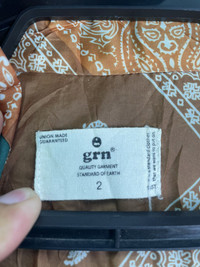 UNION MADE
GUARANTEED
grn
QUALITY GARMENT
STANDARD OF EARTH
2